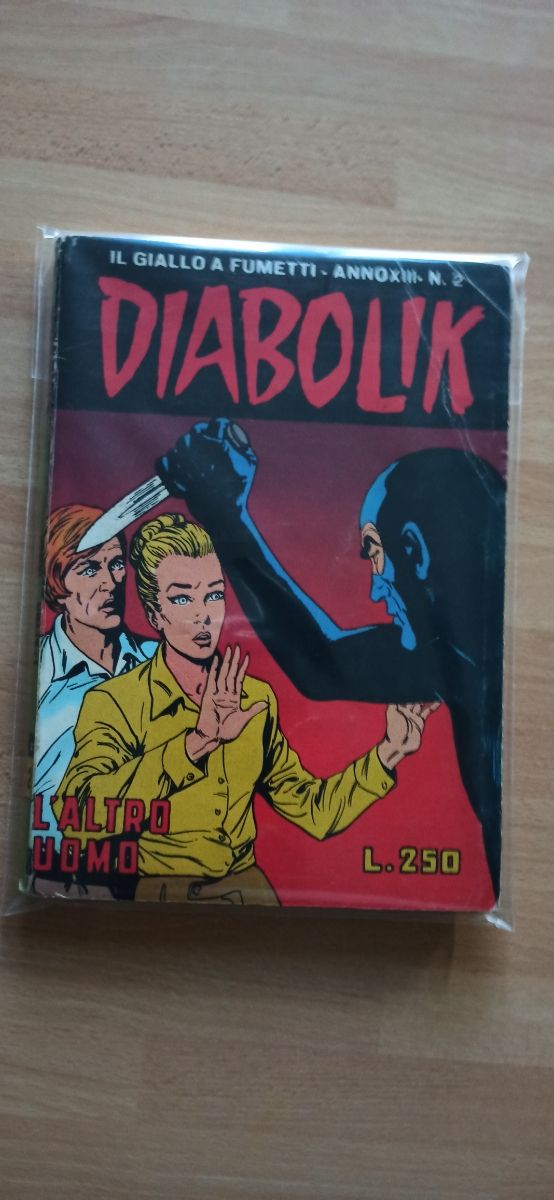 IL GIALLO A FUMETTI - ANNO XIII - N. 2
DIABOLIK
L'ALTRO
UOMO
L.250